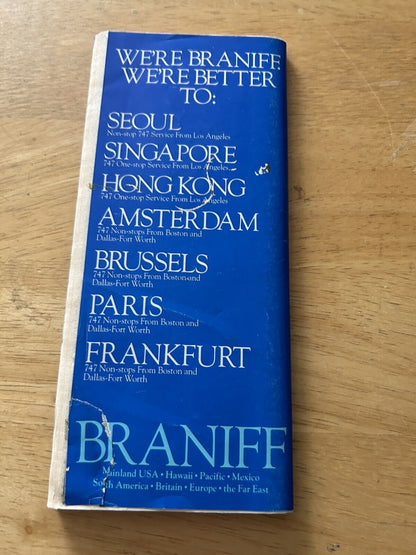 WE'RE BRANIFF.
WE'RE BETTER
TO:
SEOUL
Non-stop 747 Service From Los Angeles
SINGAPORE
747 One-stop Service From Los Angeles
HONG KONG
747 One-stop Service From Los Angeles
AMSTERDAM
747 Non-stops From Boston and
Dallas-Fort Worth
BRUSSELS
747 Non-stops From Boston and
Dallas-Fort Worth
PARIS
747 Non-stops From Boston and
Dallas-Fort Worth
FRANKFURT
747 Non-stops From Boston and
Dallas-Fort Worth
BRANIFF
Mainland USA • Hawaii • Pacific • Mexico
South America • Britain • Europe • the Far East